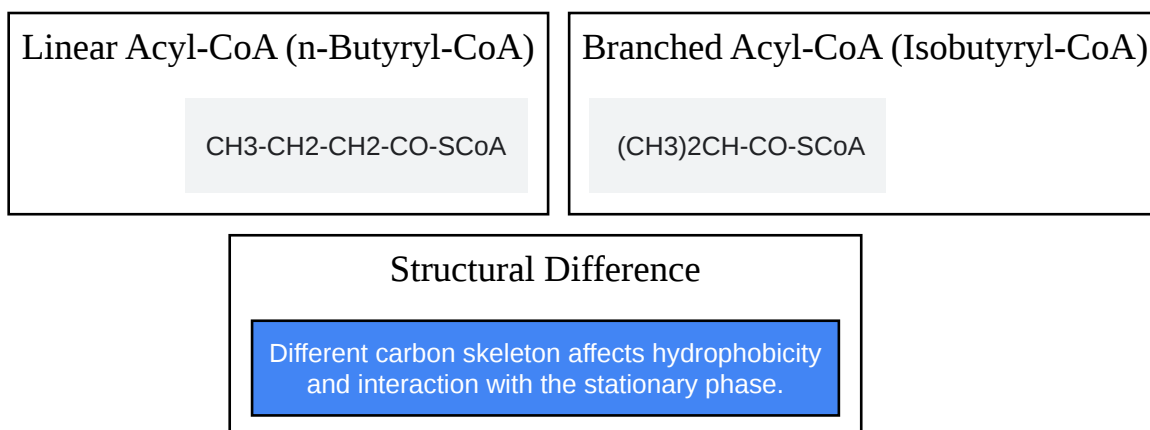 Linear Acyl-CoA (n-Butyryl-CoA)
CH3-CH2-CH2-CO-SCoA
Branched Acyl-CoA (Isobutyryl-CoA)
(CH3)2CH-CO-SCoA
Structural Difference
Different carbon skeleton affects hydrophobicity
and interaction with the stationary phase.